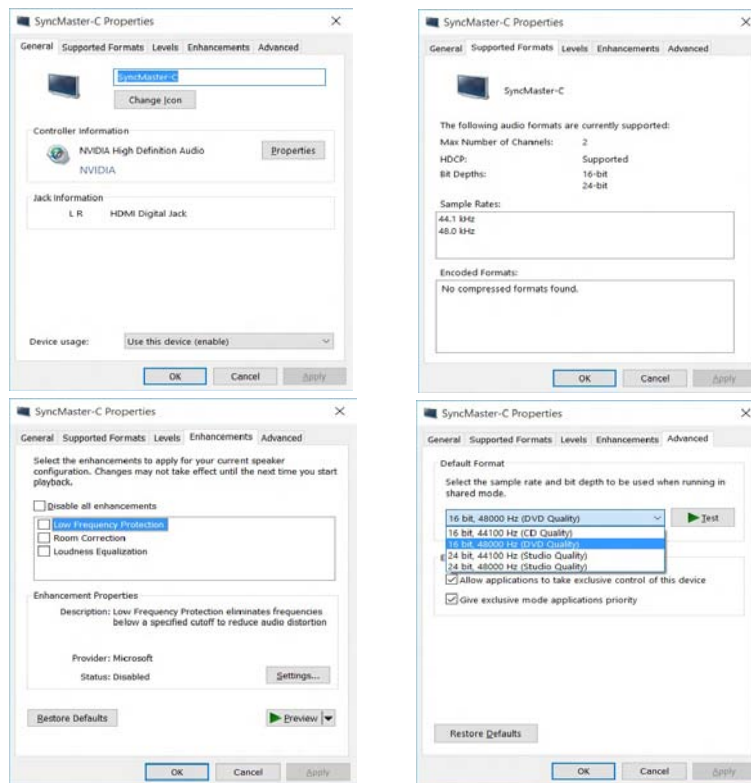 SyncMaster-C Properties
General Supported Formats Levels Enhancements Advanced
SyncMaster-C
Change Icon
Controller Information
NVIDIA High Definition Audio
Properties
NVIDIA
Jack Information
L R HDMI Digital Jack
Device usage: Use this device (enable)
OK Cancel Apply
SyncMaster-C Properties
General Supported Formats Levels Enhancements Advanced
SyncMaster-C
The following audio formats are currently supported:
Max Number of Channels: 2
HDCP: Supported
Bit Depths: 16-bit
24-bit
Sample Rates:
44.1 kHz
48.0 kHz
Encoded Formats:
No compressed formats found.
OK Cancel Apply
SyncMaster-C Properties
General Supported Formats Levels Enhancements Advanced
Select the enhancements to apply for your current speaker
configuration. Changes may not take effect until the next time you start
playback.
Disable all enhancements
Low Frequency Protection
Room Correction
Loudness Equalization
Enhancement Properties
Description: Low Frequency Protection eliminates frequencies
below a specified cutoff to reduce audio distortion
Provider: Microsoft
Status: Disabled
Settings...
Restore Defaults
Preview
OK Cancel Apply
SyncMaster-C Properties
General Supported Formats Levels Enhancements Advanced
Default Format
Select the sample rate and bit depth to be used when running in
shared mode.
16 bit, 48000 Hz (DVD Quality)
Test
16 bit, 44100 Hz (CD Quality)
16 bit, 48000 Hz (DVD Quality)
24 bit, 44100 Hz (Studio Quality)
24 bit, 48000 Hz (Studio Quality)
Allow applications to take exclusive control of this device
Give exclusive mode applications priority
Restore Defaults
OK Cancel Apply